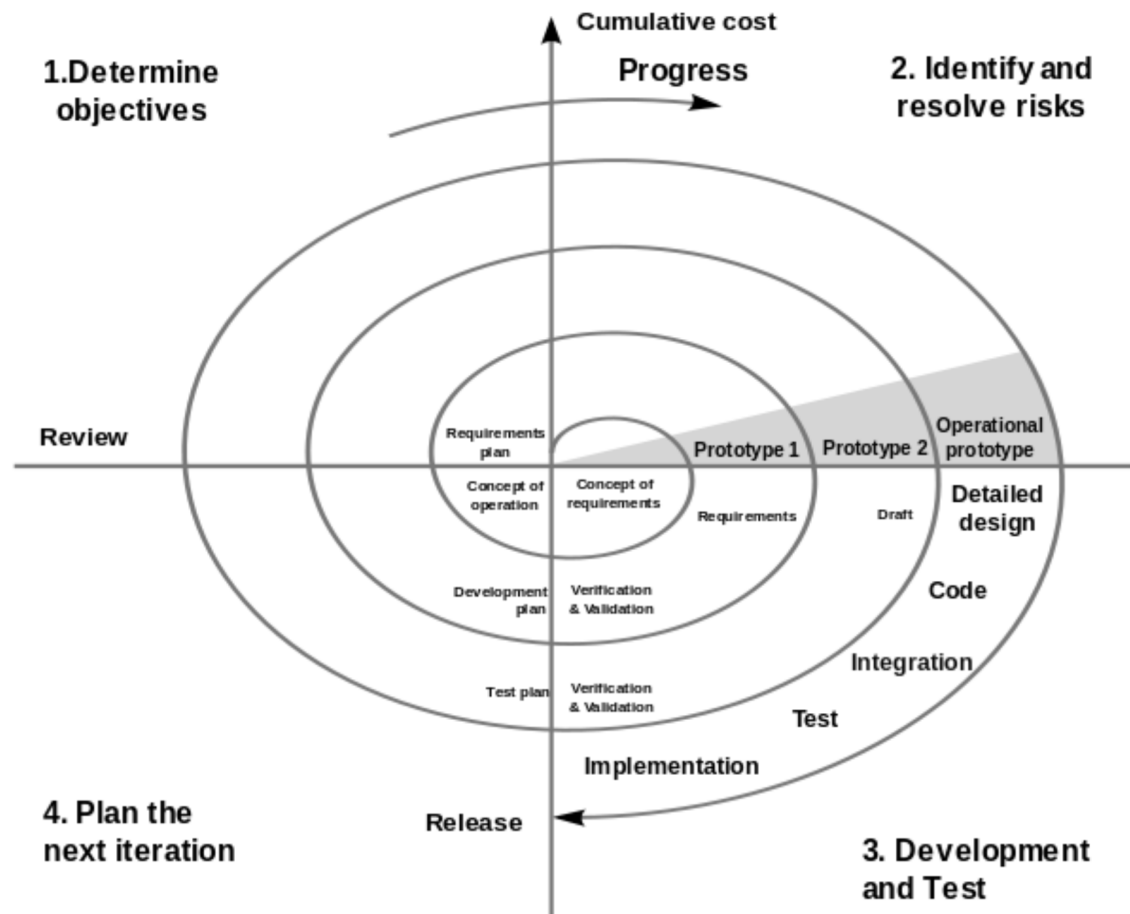 Cumulative cost
Progress
1.Determine
objectives
2. Identify and
resolve risks
Review
Requirements
plan
Prototype 1
Prototype 2
Operational
prototype
Concept of
operation
Concept of
requirements
Requirements
Draft
Detailed
design
Development
plan
Verification
& Validation
Code
Integration
Test plan
Verification
& Validation
Test
Implementation
Release
4. Plan the
next iteration
3. Development
and Test